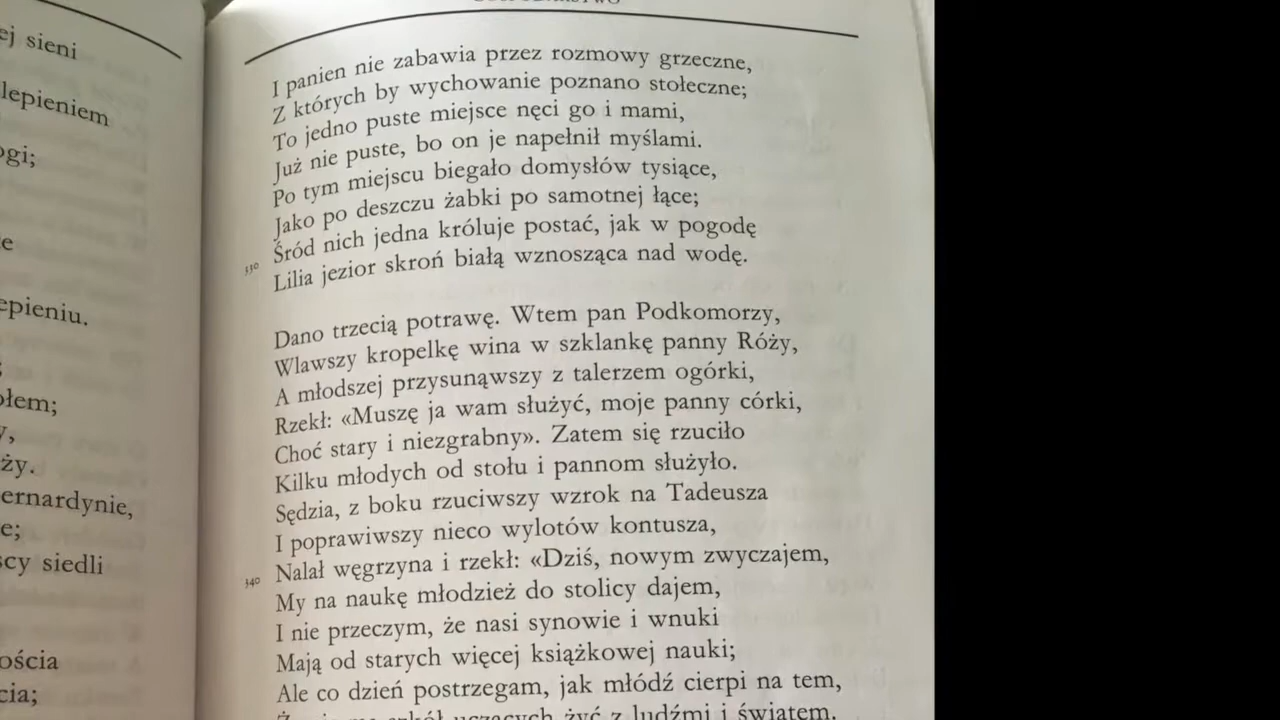 ej sieni
lepieniem
ogi;
epieniu.
ołem;
ży.
ernardynie,
e;
scy siedli
ościa
cia;
I panien nie zabawia przez rozmowy grzeczne,
Z których by wychowanie poznano stołeczne;
To jedno puste miejsce nęci go i mami,
Już nie puste, bo on je napełnił myślami.
Po tym miejscu biegało domysłów tysiące,
Jako po deszczu żabki po samotnej łące;
Śród nich jedna króluje postać, jak w pogodę
330 Lilia jezior skroń białą wznosząca nad wodę.
Dano trzecią potrawę. Wtem pan Podkomorzy,
Wlawszy kropelkę wina w szklankę panny Róży,
A młodszej przysunąwszy z talerzem ogórki,
Rzekł: «Muszę ja wam służyć, moje panny córki,
Choć stary i niezgrabny». Zatem się rzuciło
Kilku młodych od stołu i pannom służyło.
Sędzia, z boku rzuciwszy wzrok na Tadeusza
I poprawiwszy nieco wylotów kontusza,
Nalał węgrzyna i rzekł: «Dziś, nowym zwyczajem,
340 My na naukę młodzież do stolicy dajem,
I nie przeczym, że nasi synowie i wnuki
Mają od starych więcej książkowej nauki;
Ale co dzień postrzegam, jak młódź cierpi na tem,
szkół uczących żyć z ludźmi i światem.